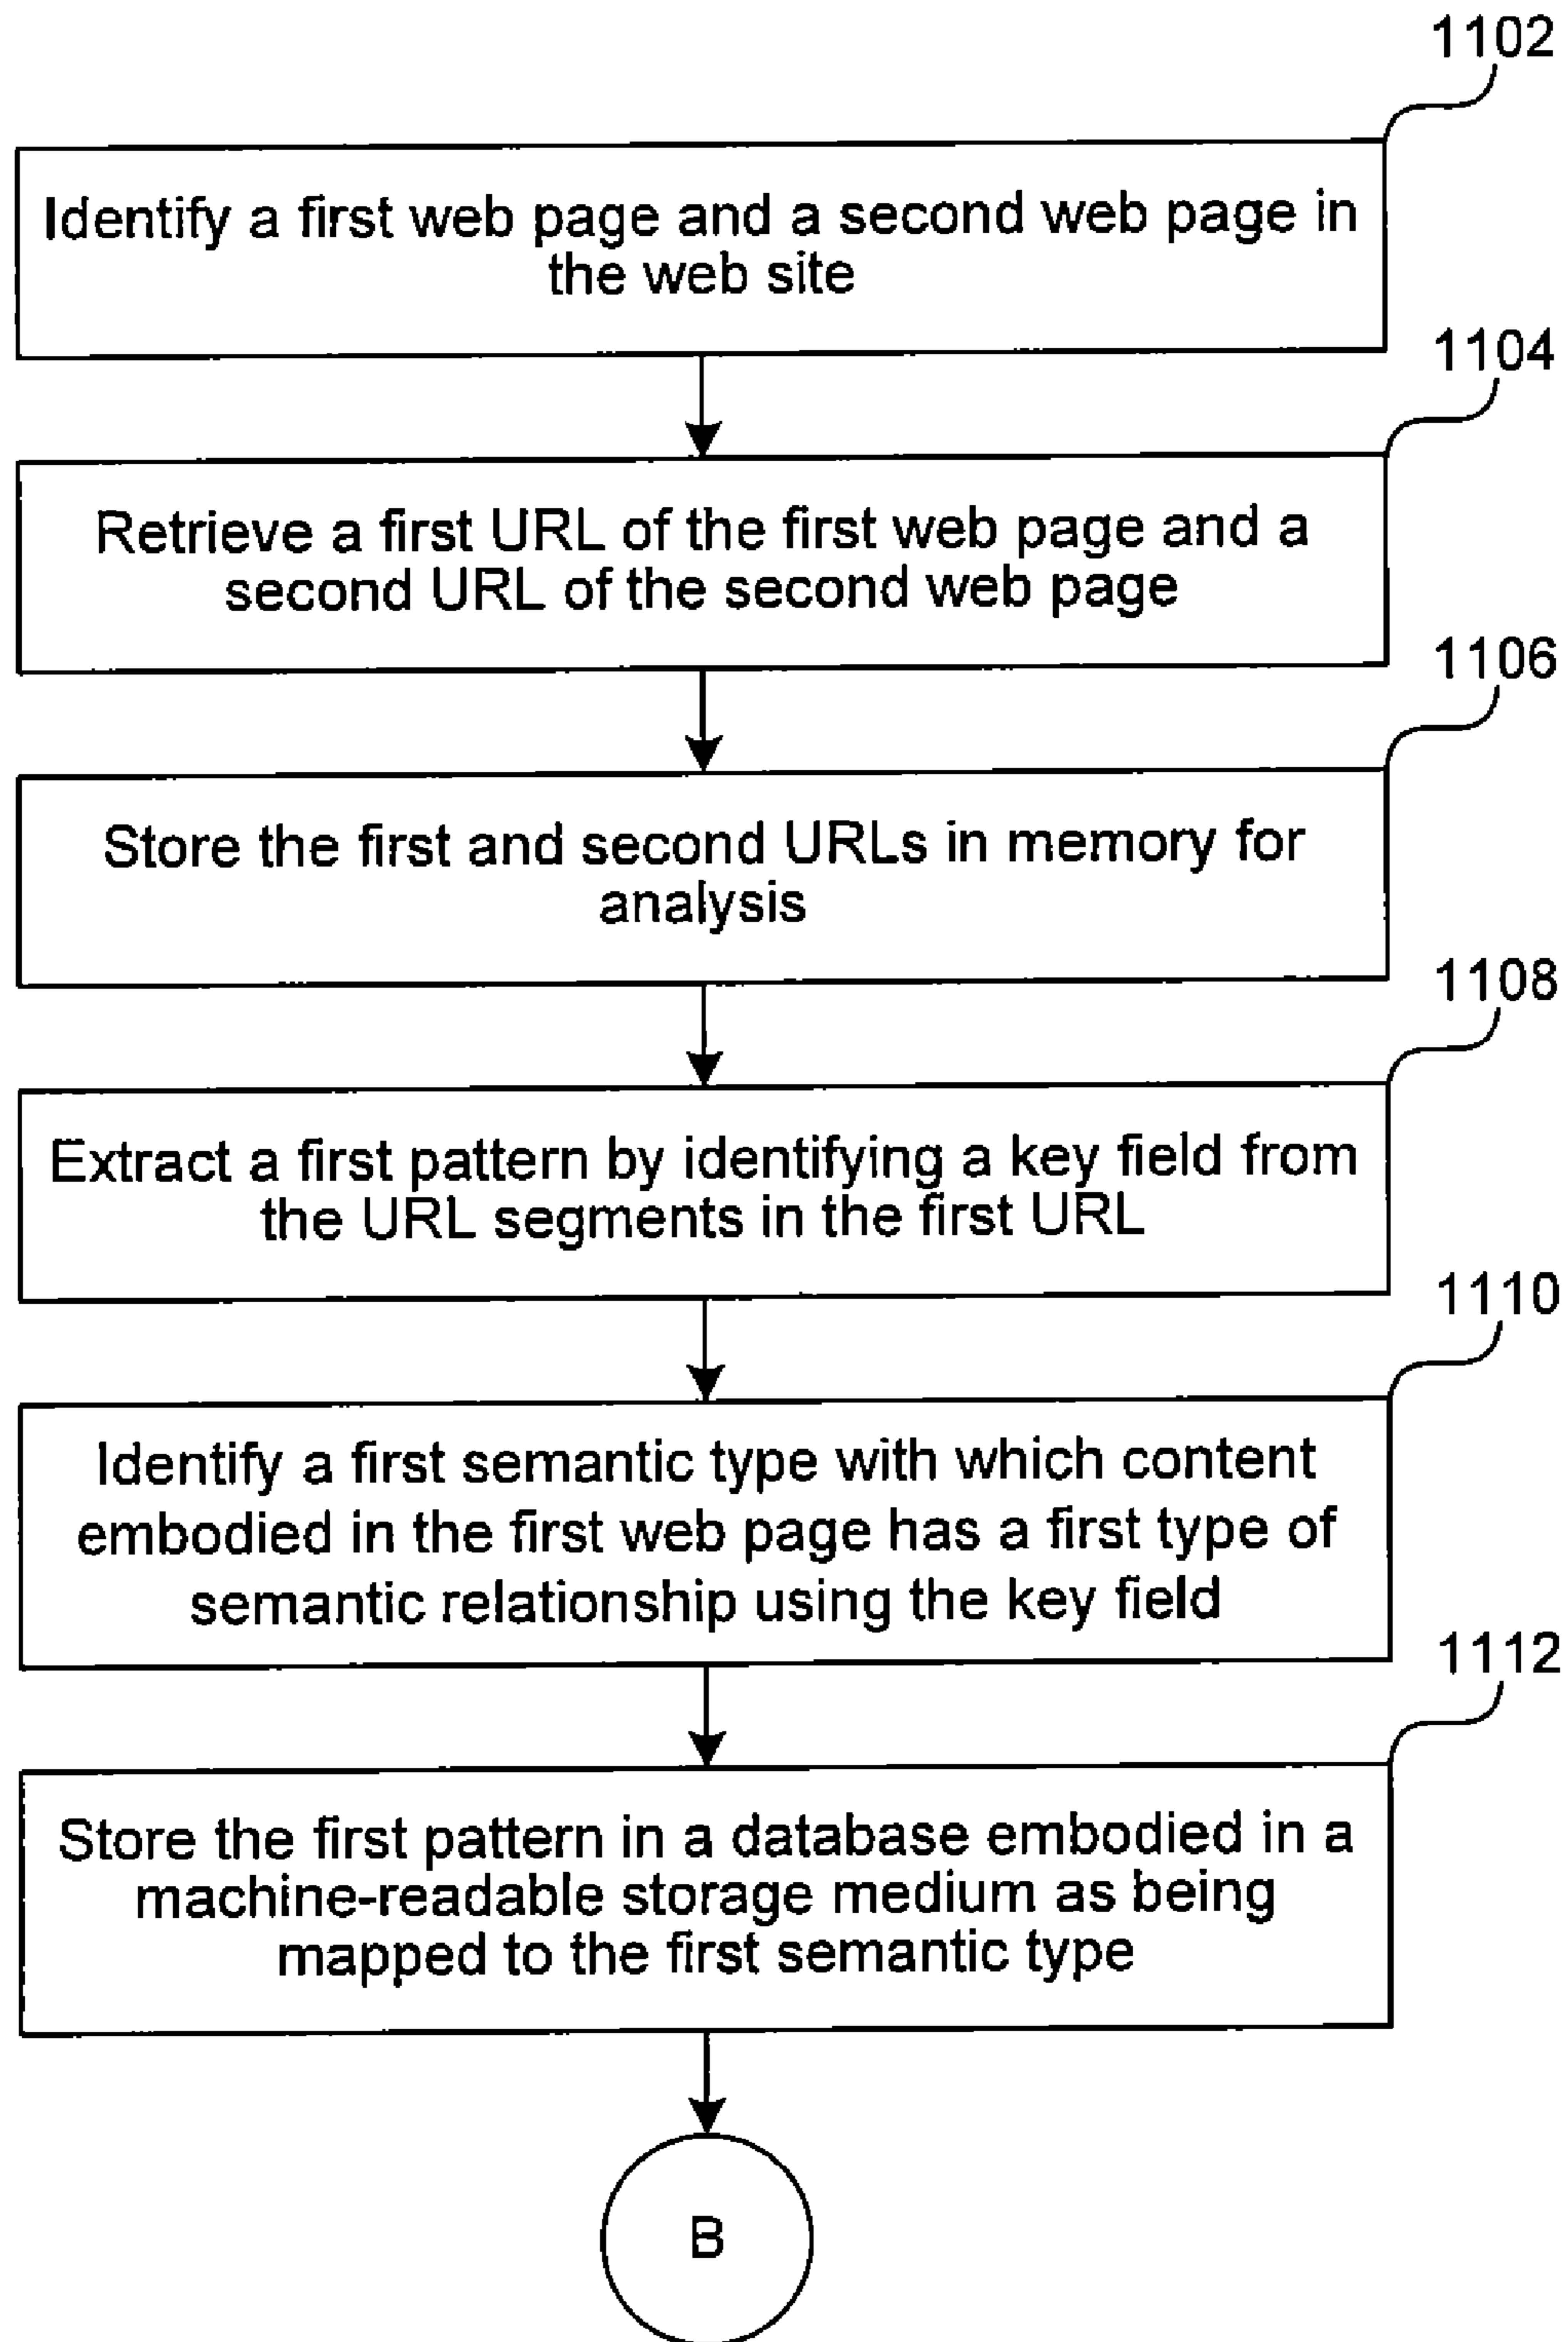 1102
Identify a first web page and a second web page in
the web site
1104
Retrieve a first URL of the first web page and a
second URL of the second web page
1106
Store the first and second URLs in memory for
analysis
1108
Extract a first pattern by identifying a key field from
the URL segments in the first URL
1110
Identify a first semantic type with which content
embodied in the first web page has a first type of
semantic relationship using the key field
1112
Store the first pattern in a database embodied in a
machine-readable storage medium as being
mapped to the first semantic type
B